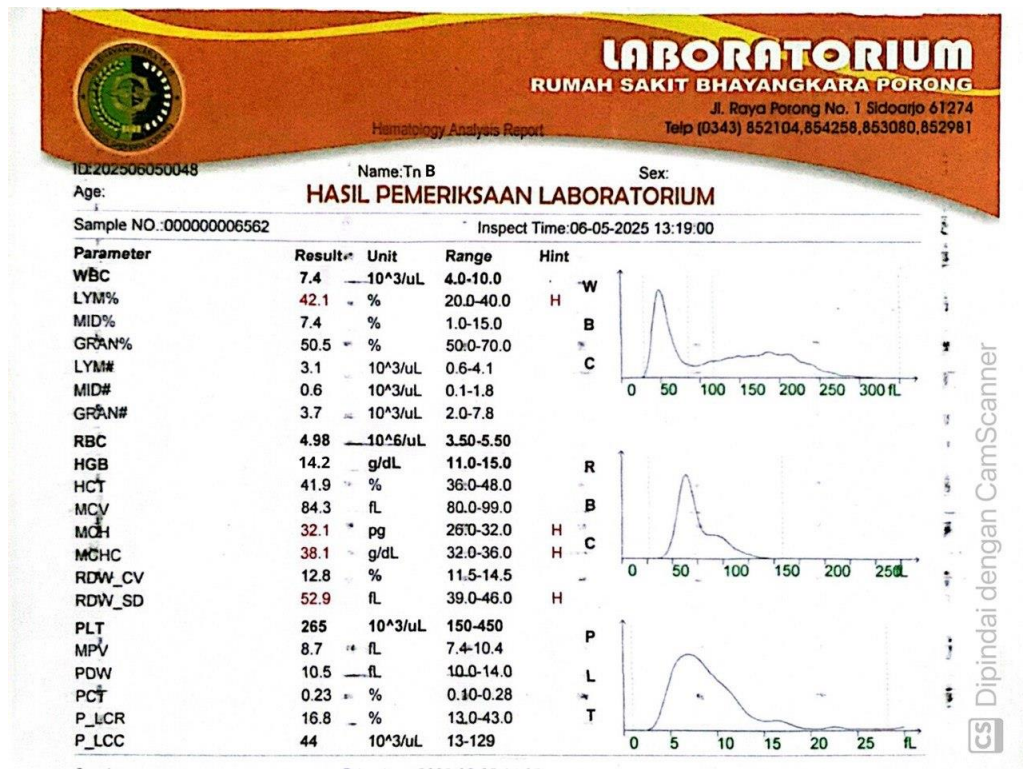 LABORATORIUM
RUMAH SAKIT BHAYANGKARA PORONG
Jl. Raya Porong No. 1 Sidoarjo 61274
Telp (0343) 852104,854258,853080,852981
Hematology Analysis Report
ID:202506050048 Name:Tn B Sex:
Age:
HASIL PEMERIKSAAN LABORATORIUM
Sample NO.:000000006562 Inspect Time:06-05-2025 13:19:00
Parameter Result Unit Range Hint
WBC 7.4 10^3/uL 4.0-10.0
LYM% 42.1 % 20.0-40.0 H
MID% 7.4 % 1.0-15.0
GRAN% 50.5 % 50.0-70.0
LYM# 3.1 10^3/uL 0.6-4.1
MID# 0.6 10^3/uL 0.1-1.8
GRAN# 3.7 10^3/uL 2.0-7.8
RBC 4.98 10^6/uL 3.50-5.50
HGB 14.2 g/dL 11.0-15.0
HCT 41.9 % 36.0-48.0
MCV 84.3 fL 80.0-99.0
MCH 32.1 pg 26.0-32.0 H
MCHC 38.1 g/dL 32.0-36.0 H
RDW_CV 12.8 % 11.5-14.5
RDW_SD 52.9 fL 39.0-46.0 H
PLT 265 10^3/uL 150-450
MPV 8.7 fL 7.4-10.4
PDW 10.5 fL 10.0-14.0
PCT 0.23 % 0.10-0.28
P_LCR 16.8 % 13.0-43.0
P_LCC 44 10^3/uL 13-129
W
B
C
0 50 100 150 200 250 300 fL
R
B
C
0 50 100 150 200 250 fL
P
L
T
0 5 10 15 20 25 fL
CS Dipindai dengan CamScanner